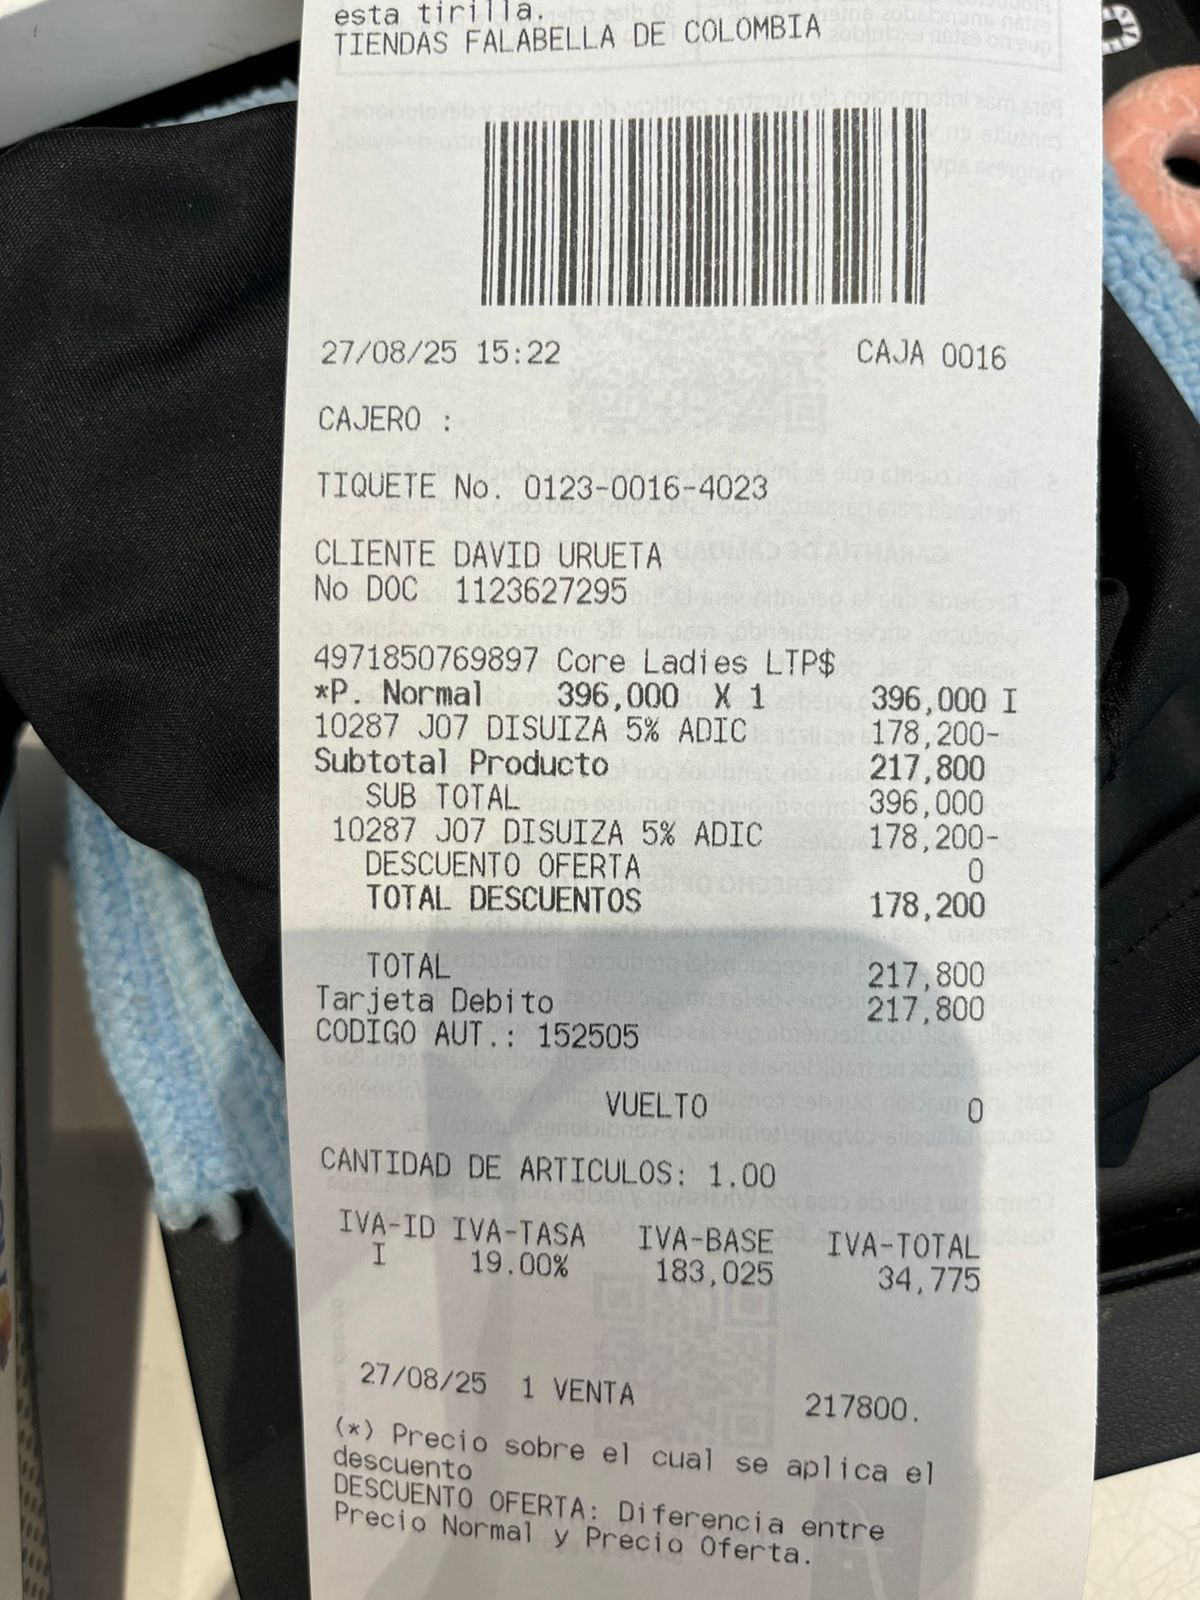 esta tirilla.
TIENDAS FALABELLA DE COLOMBIA
27/08/25 15:22 CAJA 0016
CAJERO :
TIQUETE No. 0123-0016-4023
CLIENTE DAVID URUETA
No DOC 1123627295
4971850769897 Core Ladies LTP$
*P. Normal 396,000 X 1 396,000 I
10287 J07 DISUIZA 5% ADIC 178,200-
Subtotal Producto 217,800
SUB TOTAL 396,000
10287 J07 DISUIZA 5% ADIC 178,200-
DESCUENTO OFERTA 0
TOTAL DESCUENTOS 178,200
TOTAL 217,800
Tarjeta Debito 217,800
CODIGO AUT.: 152505
VUELTO 0
CANTIDAD DE ARTICULOS: 1.00
IVA-ID IVA-TASA IVA-BASE IVA-TOTAL
I 19.00% 183,025 34,775
27/08/25 1 VENTA 217800.
(*) Precio sobre el cual se aplica el
descuento
DESCUENTO OFERTA: Diferencia entre
Precio Normal y Precio Oferta.